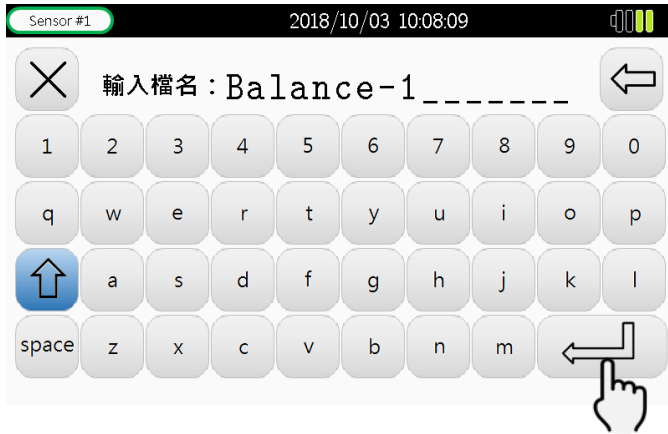 Sensor #1 2018/10/03 10:08:09
輸入檔名：Balance-1_______
1 2 3 4 5 6 7 8 9 0
q w e r t y u i o p
a s d f g h j k l
space z x c v b n m